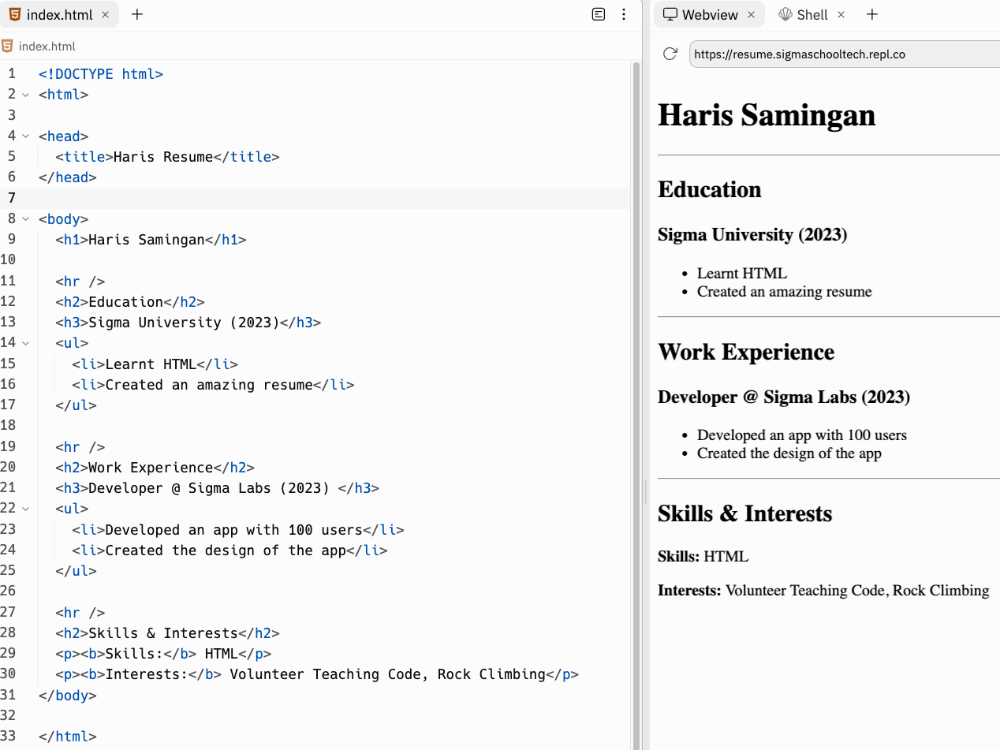 index.html
index.html
1 <!DOCTYPE html>
2 <html>
3
4 <head>
5   <title>Haris Resume</title>
6 </head>
7
8 <body>
9   <h1>Haris Samingan</h1>
10
11   <hr />
12   <h2>Education</h2>
13   <h3>Sigma University (2023)</h3>
14   <ul>
15     <li>Learnt HTML</li>
16     <li>Created an amazing resume</li>
17   </ul>
18
19   <hr />
20   <h2>Work Experience</h2>
21   <h3>Developer @ Sigma Labs (2023) </h3>
22   <ul>
23     <li>Developed an app with 100 users</li>
24     <li>Created the design of the app</li>
25   </ul>
26
27   <hr />
28   <h2>Skills & Interests</h2>
29   <p><b>Skills:</b> HTML</p>
30   <p><b>Interests:</b> Volunteer Teaching Code, Rock Climbing</p>
31 </body>
32
33 </html>
Webview
Shell
https://resume.sigmaschooltech.repl.co
Haris Samingan
Education
Sigma University (2023)
• Learnt HTML
• Created an amazing resume
Work Experience
Developer @ Sigma Labs (2023)
• Developed an app with 100 users
• Created the design of the app
Skills & Interests
Skills: HTML
Interests: Volunteer Teaching Code, Rock Climbing